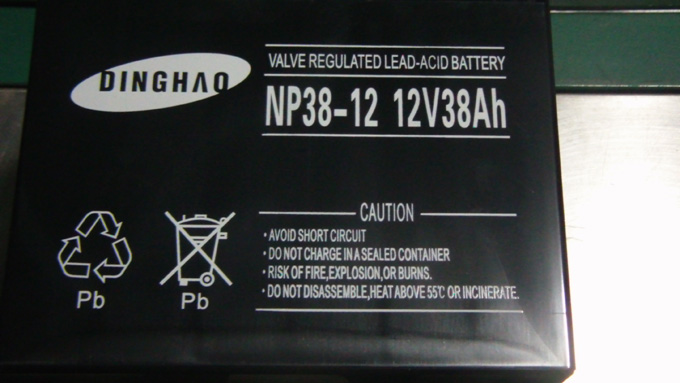 DINGHAO
VALVE REGULATED LEAD-ACID BATTERY
NP38-12 12V38Ah
CAUTION
· AVOID SHORT CIRCUIT
· DO NOT CHARGE IN A SEALED CONTAINER
· RISK OF FIRE,EXPLOSION,OR BURNS.
· DO NOT DISASSEMBLE,HEAT ABOVE 55℃ OR INCINERATE.
Pb
Pb